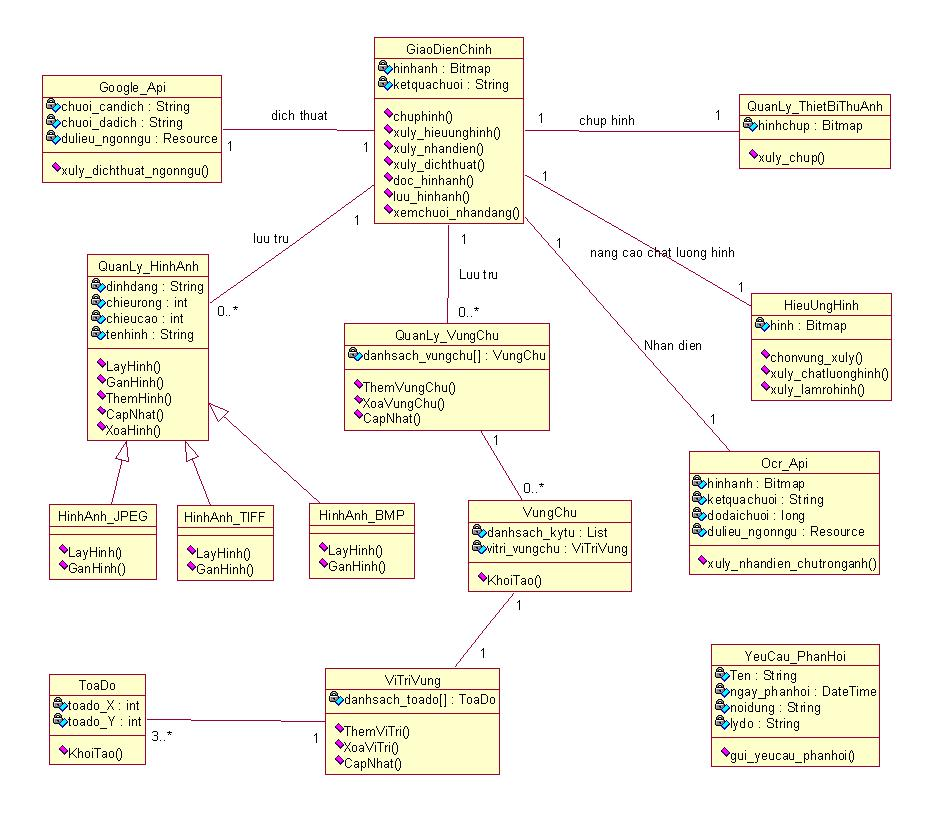 GiaoDienChinh
hinhanh : Bitmap
ketquachuoi : String
chuphinh()
xuly_hieuunghinh()
xuly_nhandien()
xuly_dichthuat()
doc_hinhanh()
luu_hinhanh()
xemchuoi_nhandang()
Google_Api
chuoi_candich : String
chuoi_dadich : String
dulieu_ngonngu : Resource
xuly_dichthuat_ngonngu()
dich thuat
1
1
QuanLy_ThietBiThuAnh
hinhchup : Bitmap
xuly_chup()
1
chup hinh
1
luu tru
1
0..*
1
Luu tru
0..*
1
nang cao chat luong hinh
1
1
Nhan dien
1
QuanLy_HinhAnh
dinhdang : String
chieurong : int
chieucao : int
tenhinh : String
LayHinh()
GanHinh()
ThemHinh()
CapNhat()
XoaHinh()
QuanLy_VungChu
danhsach_vungchu[] : VungChu
ThemVungChu()
XoaVungChu()
CapNhat()
HieuUngHinh
hinh : Bitmap
chonvung_xuly()
xuly_chatluonghinh()
xuly_lamrohinh()
1
0..*
Ocr_Api
hinhanh : Bitmap
ketquachuoi : String
dodaichuoi : long
dulieu_ngonngu : Resource
xuly_nhandien_chutronganh()
HinhAnh_JPEG
LayHinh()
GanHinh()
HinhAnh_TIFF
LayHinh()
GanHinh()
HinhAnh_BMP
LayHinh()
GanHinh()
VungChu
danhsach_kytu : List
vitri_vungchu : ViTriVung
KhoiTao()
1
1
ToaDo
toado_X : int
toado_Y : int
KhoiTao()
3..*
1
ViTriVung
danhsach_toado[] : ToaDo
ThemViTri()
XoaViTri()
CapNhat()
YeuCau_PhanHoi
Ten : String
ngay_phanhoi : DateTime
noidung : String
lydo : String
gui_yeucau_phanhoi()